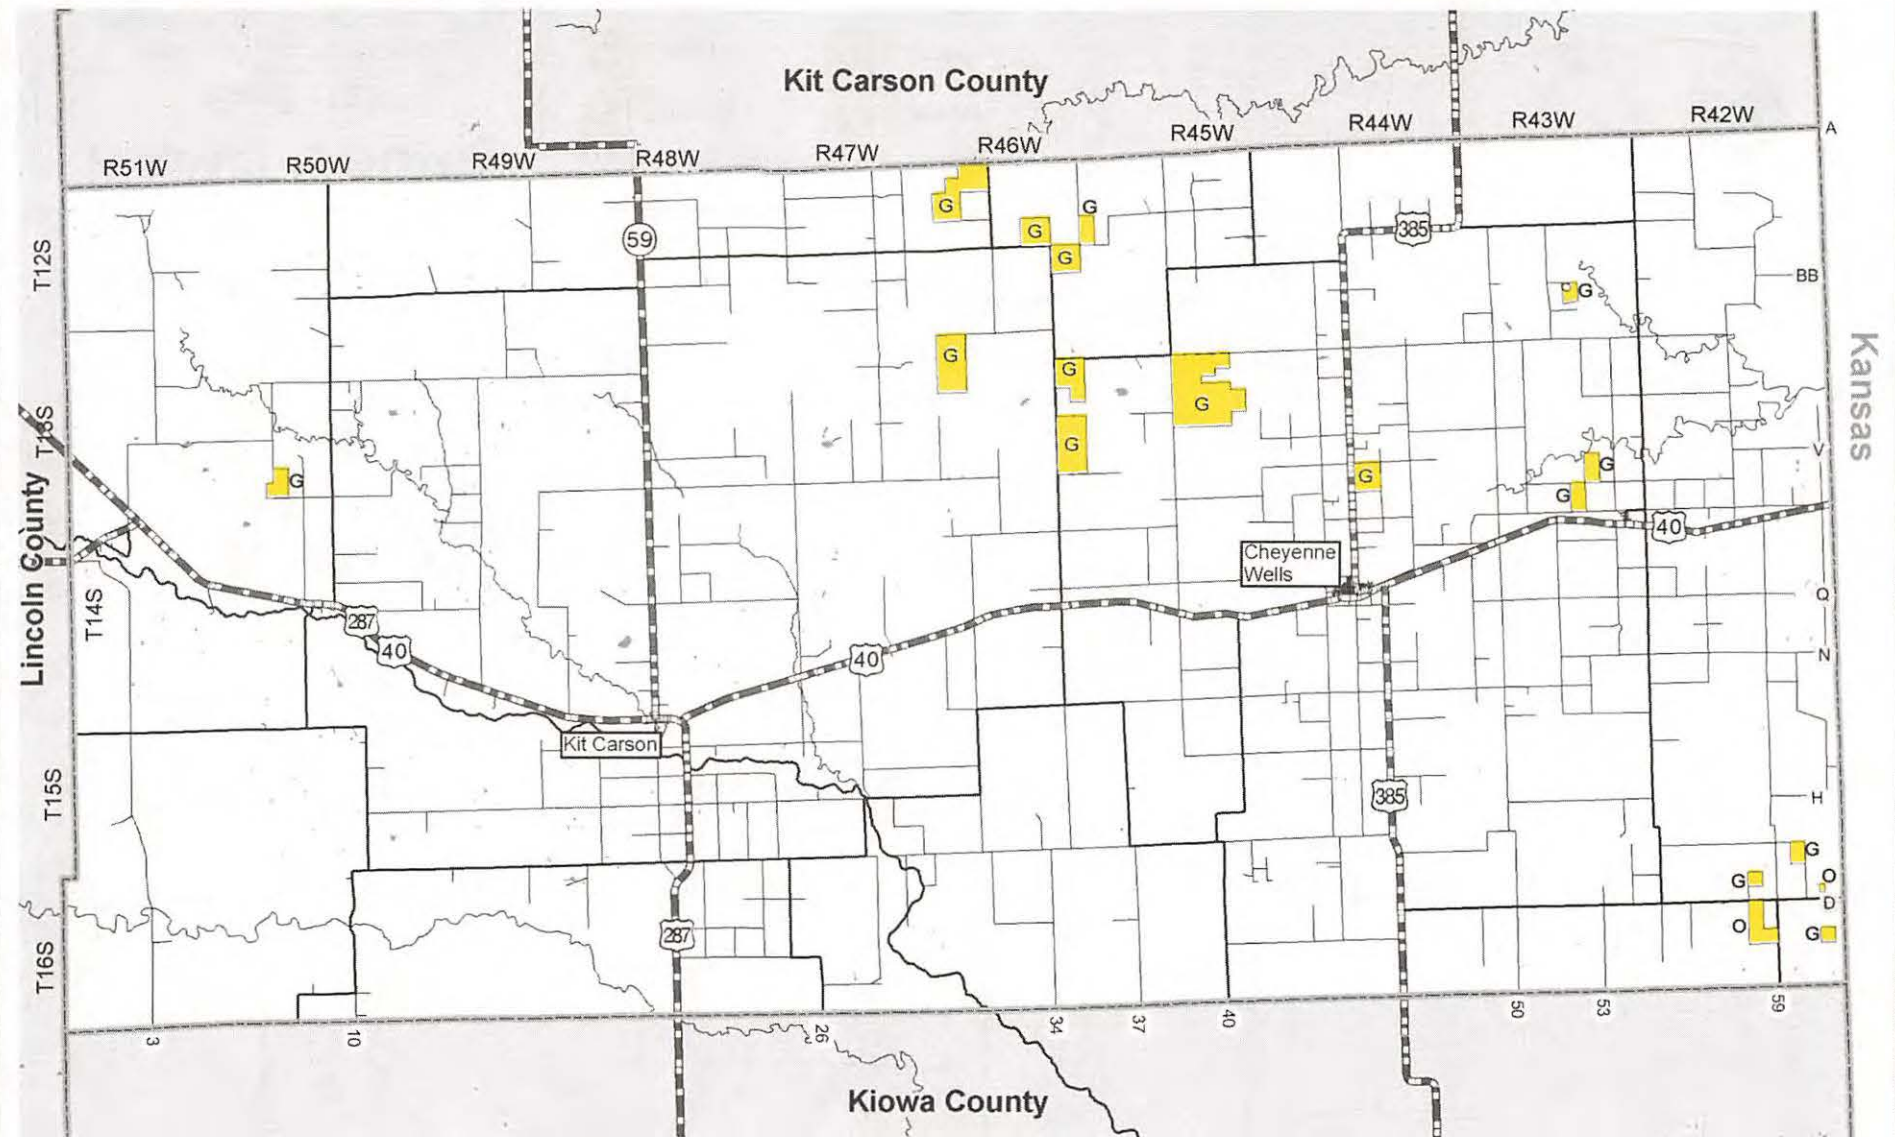 Kit Carson County
R51W R50W R49W R48W R47W R46W R45W R44W R43W R42W
A
G
G
G
59
385
T12S
G
BB
G
G
G
Kansas
G
G
T13S
G
G
V
G
G
G
40
Lincoln County
Cheyenne
Wells
T14S
Q
287
40
40
N
Kit Carson
T15S
385
H
G
G
O
D
O
G
T16S
287
3
10
26
34
37
40
50
53
59
Kiowa County